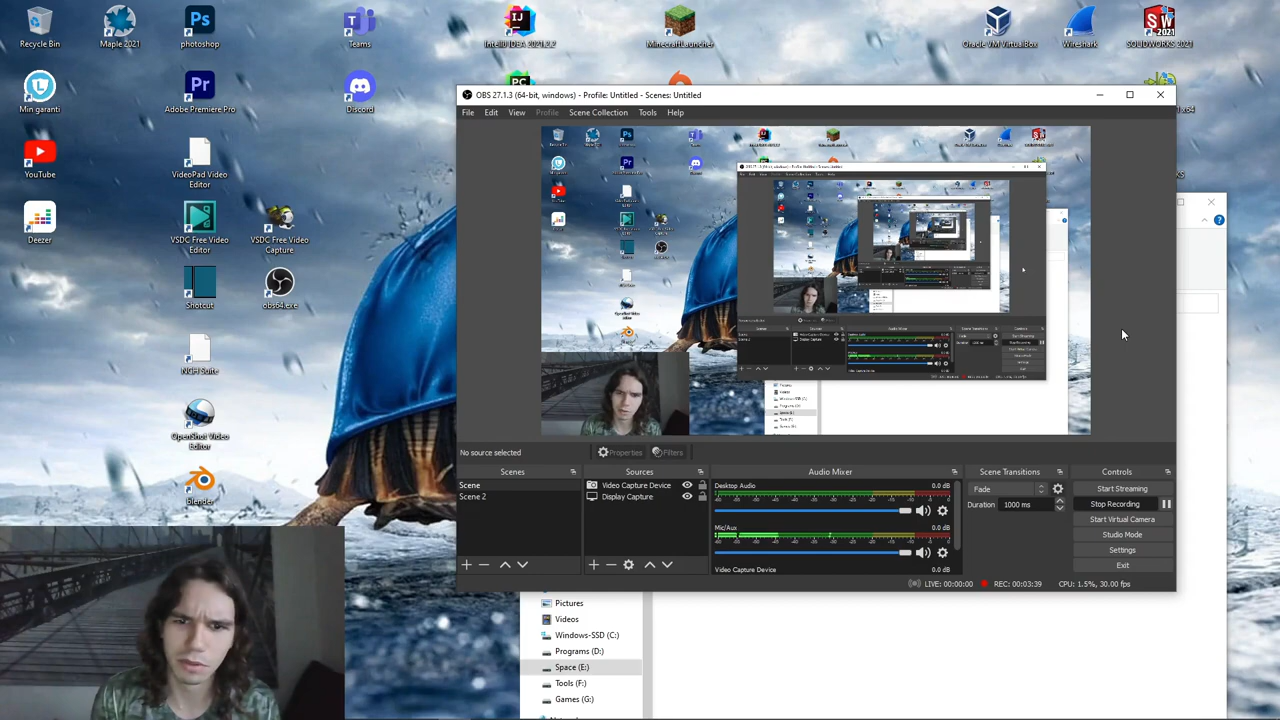 Recycle Bin
Maple 2021
photoshop
Teams
IntelliJ IDEA 2021.2.2
MinecraftLauncher
Oracle VM VirtualBox
Wireshark
SOLIDWORKS 2021
Min garanti
Adobe Premiere Pro
Discord
YouTube
VideoPad Video
Editor
Deezer
VSDC Free Video
Editor
VSDC Free Video
Capture
Shotcut
obs64.exe
OpenShot Video
Editor
blender
OBS 27.1.3 (64-bit, windows) - Profile: Untitled - Scenes: Untitled
File Edit View Profile Scene Collection Tools Help
No source selected
Properties
Filters
Scenes
Scene
Scene 2
Sources
Video Capture Device
Display Capture
Audio Mixer
Desktop Audio
0.0 dB
Mic/Aux
0.0 dB
Video Capture Device
0.0 dB
Scene Transitions
Fade
Duration 1000 ms
Controls
Start Streaming
Stop Recording
Start Virtual Camera
Studio Mode
Settings
Exit
LIVE: 00:00:00
REC: 00:03:39
CPU: 1.5%, 30.00 fps
Pictures
Videos
Windows-SSD (C:)
Programs (D:)
Space (E:)
Tools (F:)
Games (G:)